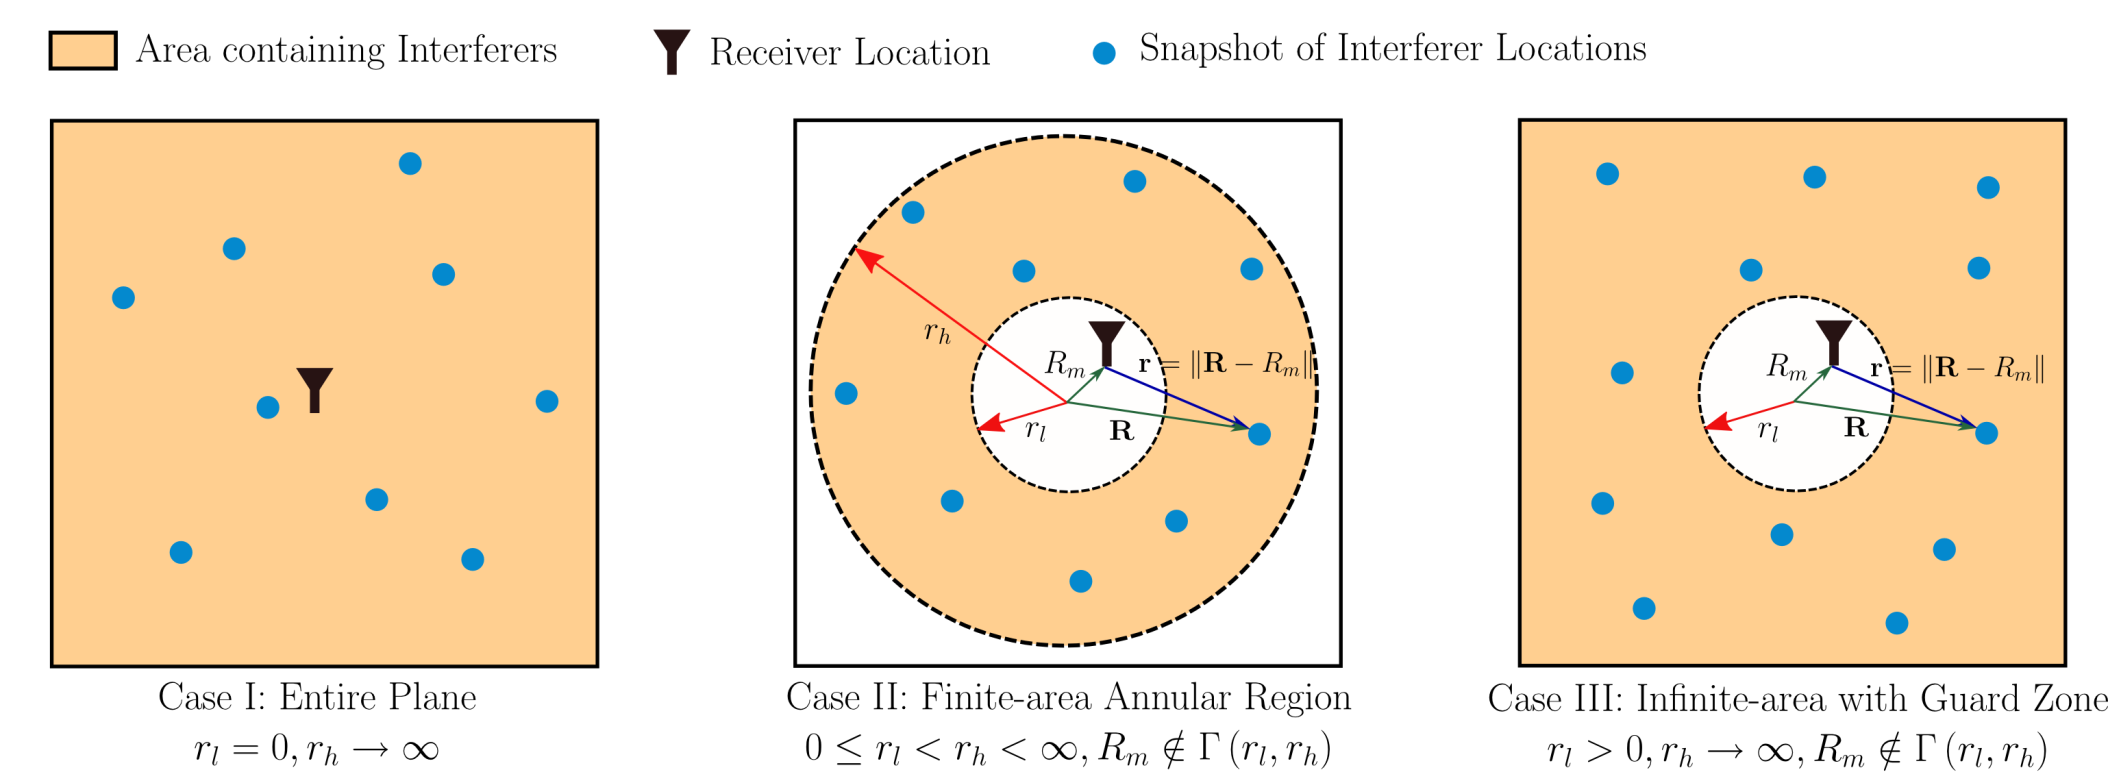 Area containing Interferers
Receiver Location
Snapshot of Interferer Locations
r_h
R_m
r = ‖R − R_m‖
r_l
R
R_m
r = ‖R − R_m‖
r_l
R
Case I: Entire Plane
r_l = 0, r_h → ∞
Case II: Finite-area Annular Region
0 ≤ r_l < r_h < ∞, R_m ∉ Γ (r_l, r_h)
Case III: Infinite-area with Guard Zone
r_l > 0, r_h → ∞, R_m ∉ Γ (r_l, r_h)